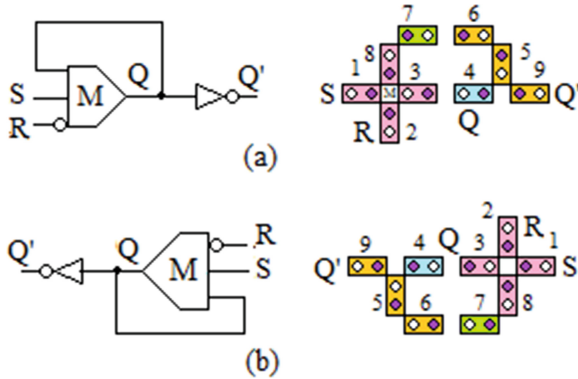 7 6
8 5
1 3 4 9
Q
S M Q' S M Q'
R R 2 Q
(a)
2
Q' Q R 9 4 Q 3 R 1
M S Q' S
5 6 7 8
(b)